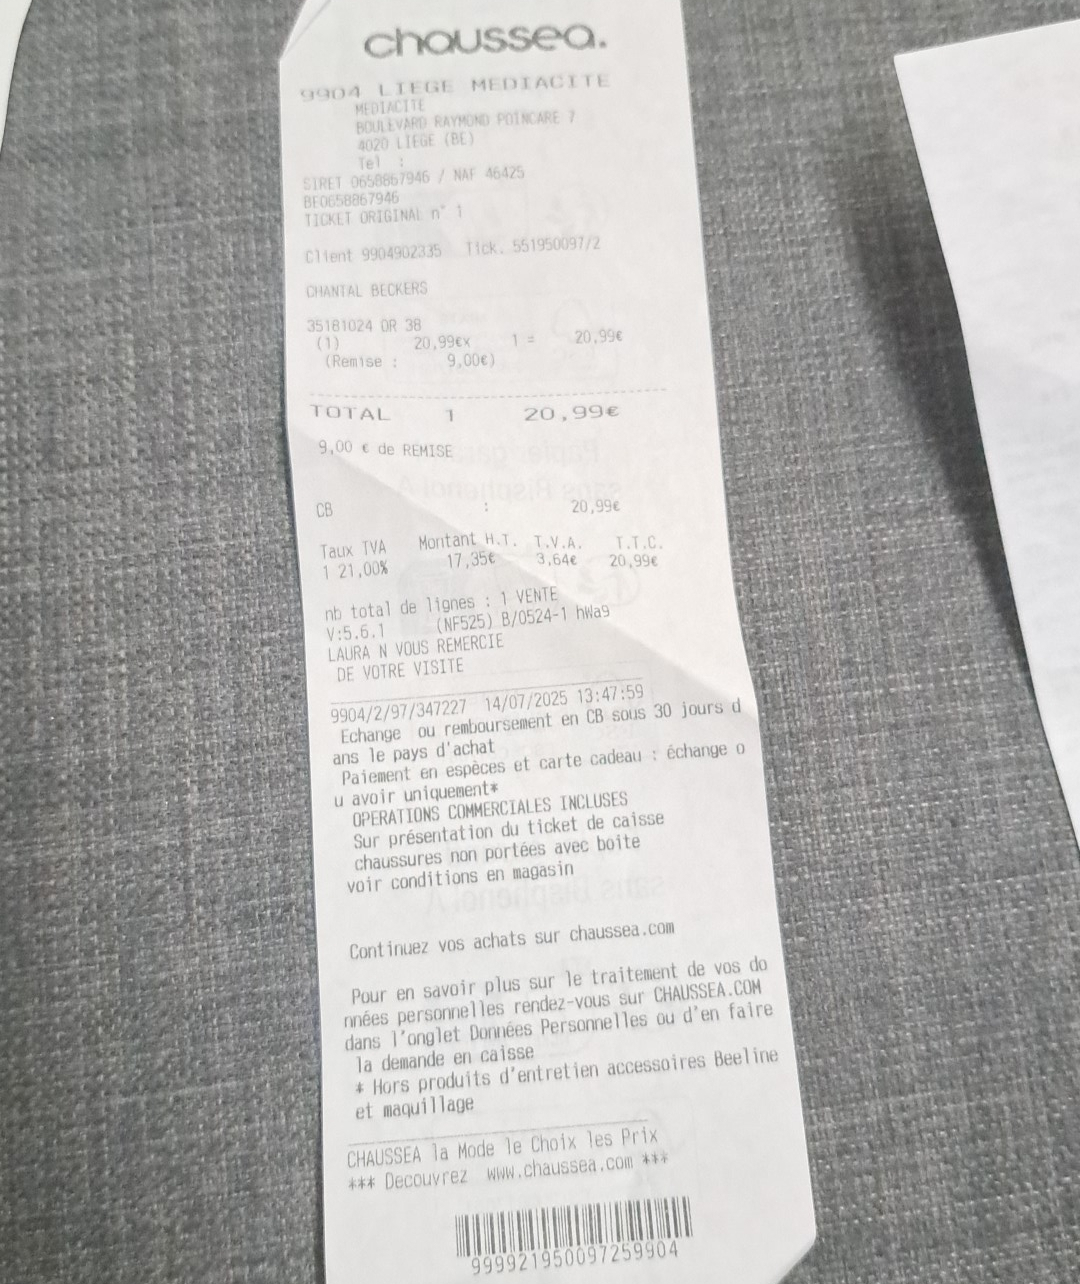 chaussea.
9904 LIEGE MEDIACITE
MEDIACITE
BOULEVARD RAYMOND POINCARE 7
4020 LIEGE (BE)
Tel :
SIRET 0658867946 / NAF 46425
BE0658867946
TICKET ORIGINAL n° 1
Client 9904902335 Tick. 551950097/2
CHANTAL BECKERS
35181024 OR 38
(1) 20,99€x 1 = 20,99€
(Remise : 9,00€)
TOTAL 1 20,99€
9,00 € de REMISE
CB : 20,99€
Taux TVA Montant H.T. T.V.A. T.T.C.
1 21,00% 17,35€ 3,64€ 20,99€
nb total de lignes : 1 VENTE
V:5.6.1 (NF525) B/0524-1 hWa9
LAURA N VOUS REMERCIE
DE VOTRE VISITE
9904/2/97/347227 14/07/2025 13:47:59
Echange ou remboursement en CB sous 30 jours d
ans le pays d'achat
Paiement en espèces et carte cadeau : échange o
u avoir uniquement*
OPERATIONS COMMERCIALES INCLUSES
Sur présentation du ticket de caisse
chaussures non portées avec boite
voir conditions en magasin
Continuez vos achats sur chaussea.com
Pour en savoir plus sur le traitement de vos do
nnées personnelles rendez-vous sur CHAUSSEA.COM
dans l'onglet Données Personnelles ou d'en faire
la demande en caisse
* Hors produits d'entretien accessoires Beeline
et maquillage
CHAUSSEA la Mode le Choix les Prix
*** Decouvrez www.chaussea.com ***
999921950097259904